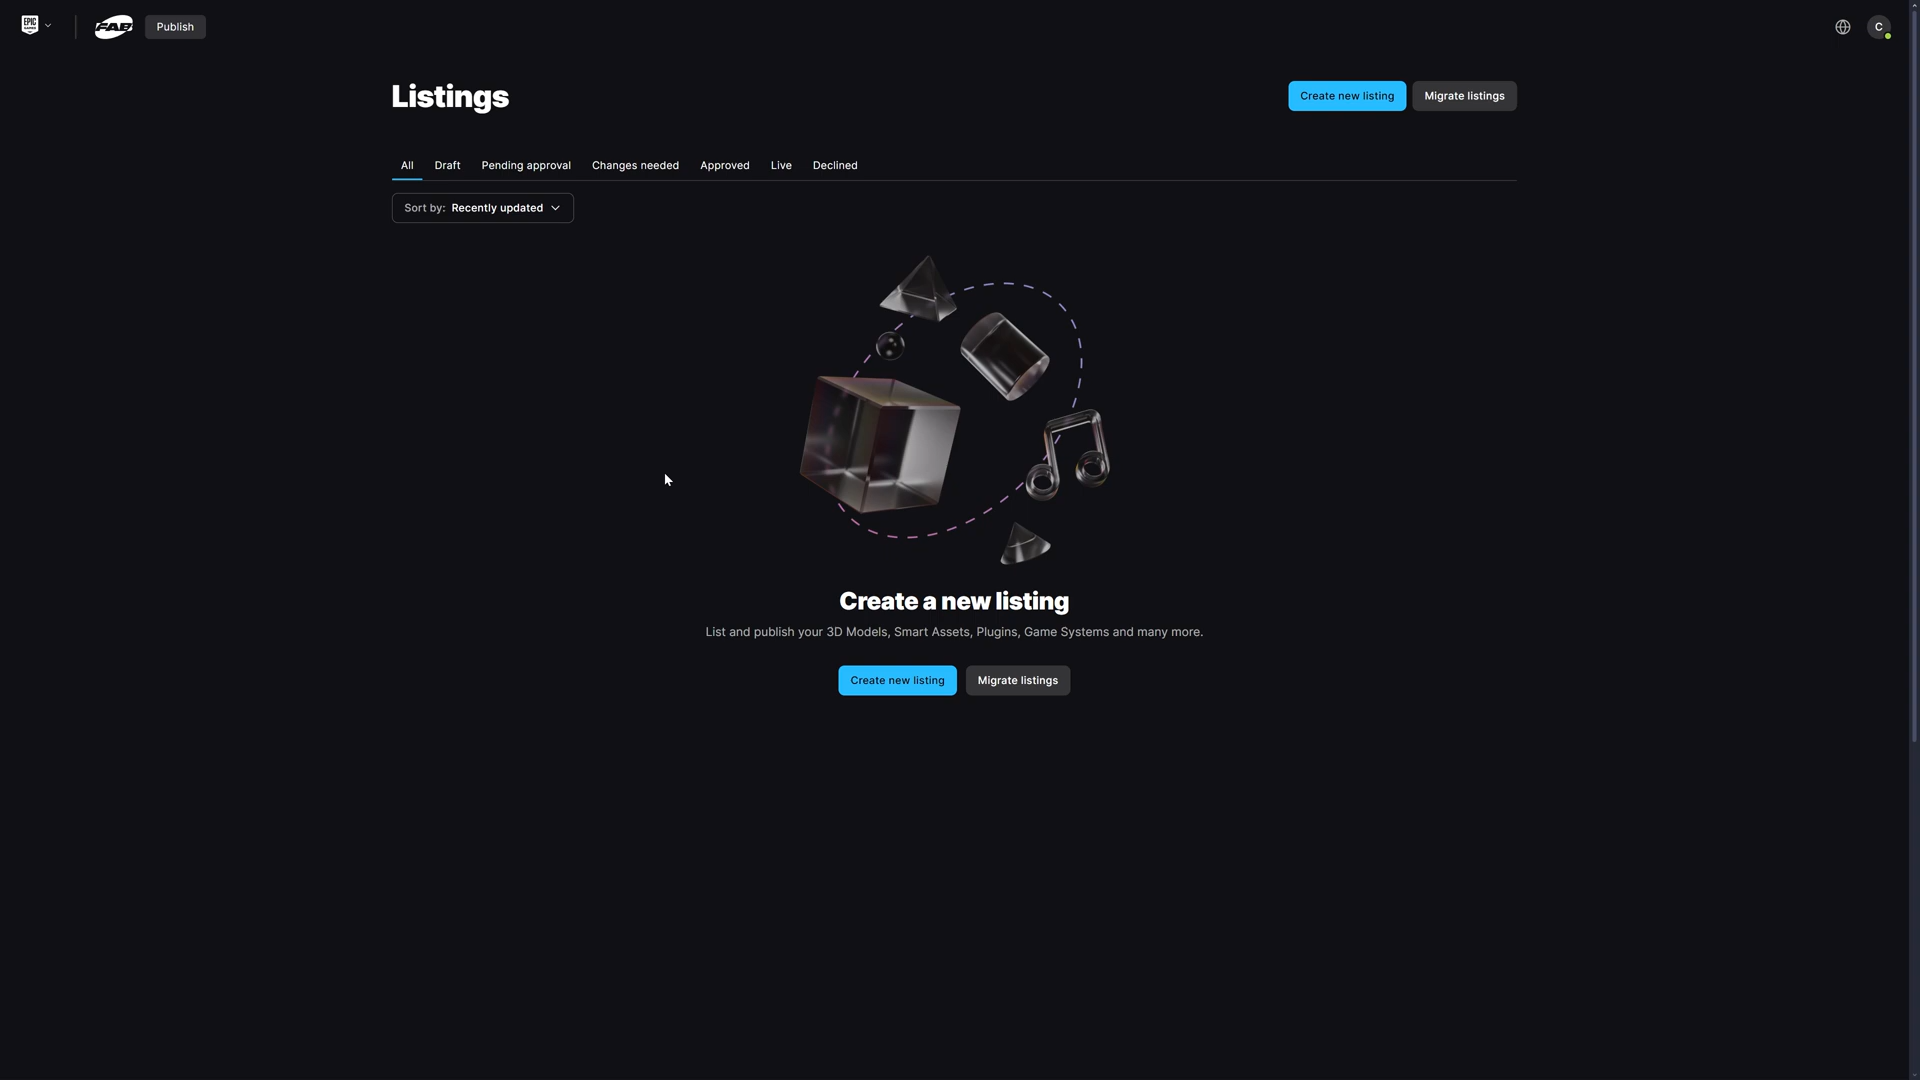 EPIC GAMES
FAB
Publish
C
Listings
Create new listing
Migrate listings
All
Draft
Pending approval
Changes needed
Approved
Live
Declined
Sort by: Recently updated
Create a new listing
List and publish your 3D Models, Smart Assets, Plugins, Game Systems and many more.
Create new listing
Migrate listings